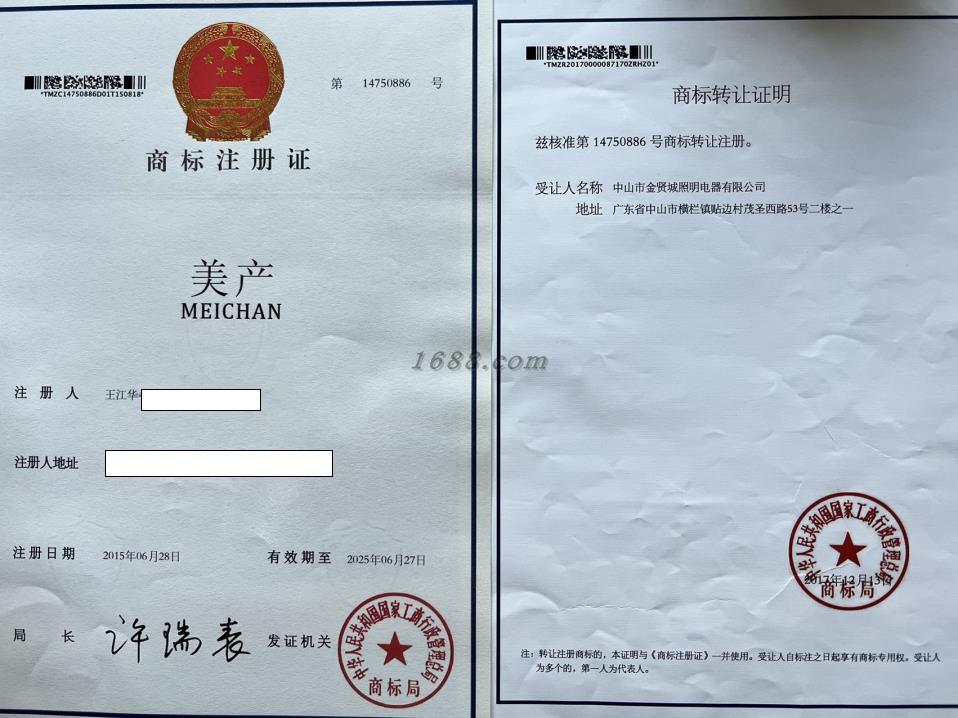 *TMZC14750886D01T150818*
第 14750886 号
商标注册证
美产
MEICHAN
注 册 人 王江华
注册人地址
注册日期 2015年06月28日 有效期至 2025年06月27日
局 长 许瑞表 发证机关
中华人民共和国国家工商行政管理总局
商标局
*TMZR20170000087170ZRHZ01*
商标转让证明
兹核准第 14750886 号商标转让注册。
受让人名称 中山市金贤城照明电器有限公司
地址 广东省中山市横栏镇贴边村茂圣西路53号二楼之一
中华人民共和国国家工商行政管理总局
2017年12月13日
商标局
注：转让注册商标的，本证明与《商标注册证》一并使用。受让人自标注之日起享有商标专用权。受让人
为多个的，第一人为代表人。
1688.com